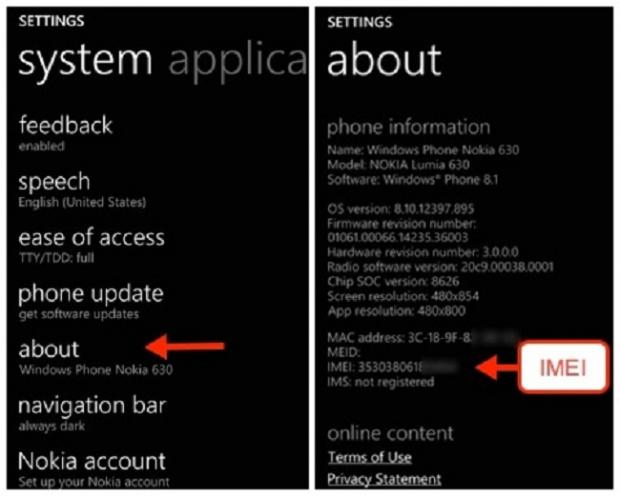 SETTINGS
system applica
feedback
enabled
speech
English (United States)
ease of access
TTY/TDD: full
phone update
get software updates
about
Windows Phone Nokia 630
navigation bar
always dark
Nokia account
Set up your Nokia account
SETTINGS
about
phone information
Name: Windows Phone Nokia 630
Model: NOKIA Lumia 630
Software: Windows® Phone 8.1
OS version: 8.10.12397.895
Firmware revision number:
01061.00066.14235.36003
Hardware revision number: 3.0.0.0
Radio software version: 20c9.00038.0001
Chip SOC version: 8626
Screen resolution: 480x854
App resolution: 480x800
MAC address: 3C-18-9F-8
MEID:
IMEI: 353038061
IMEI
IMS: not registered
online content
Terms of Use
Privacy Statement